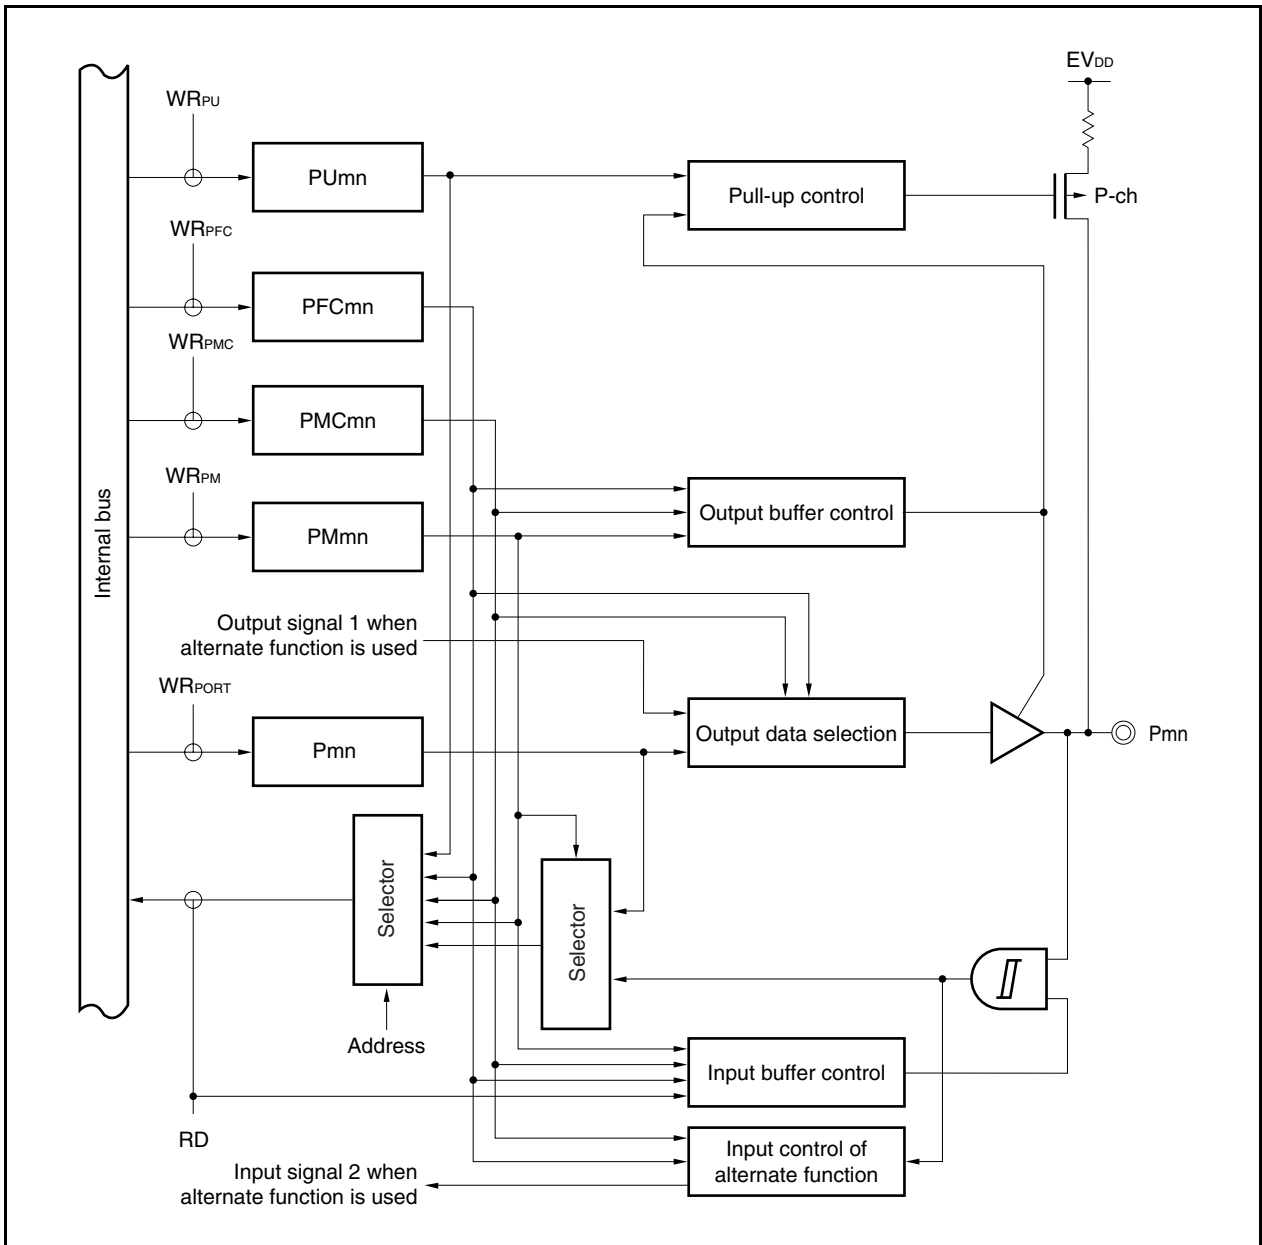 EVDD
WRPU
PUmn
Pull-up control
P-ch
WRPFC
PFCmn
WRPMC
PMCmn
WRPM
PMmn
Output buffer control
Internal bus
Output signal 1 when
alternate function is used
WRPORT
Pmn
Output data selection
Pmn
Selector
Selector
Address
Input buffer control
RD
Input control of
alternate function
Input signal 2 when
alternate function is used